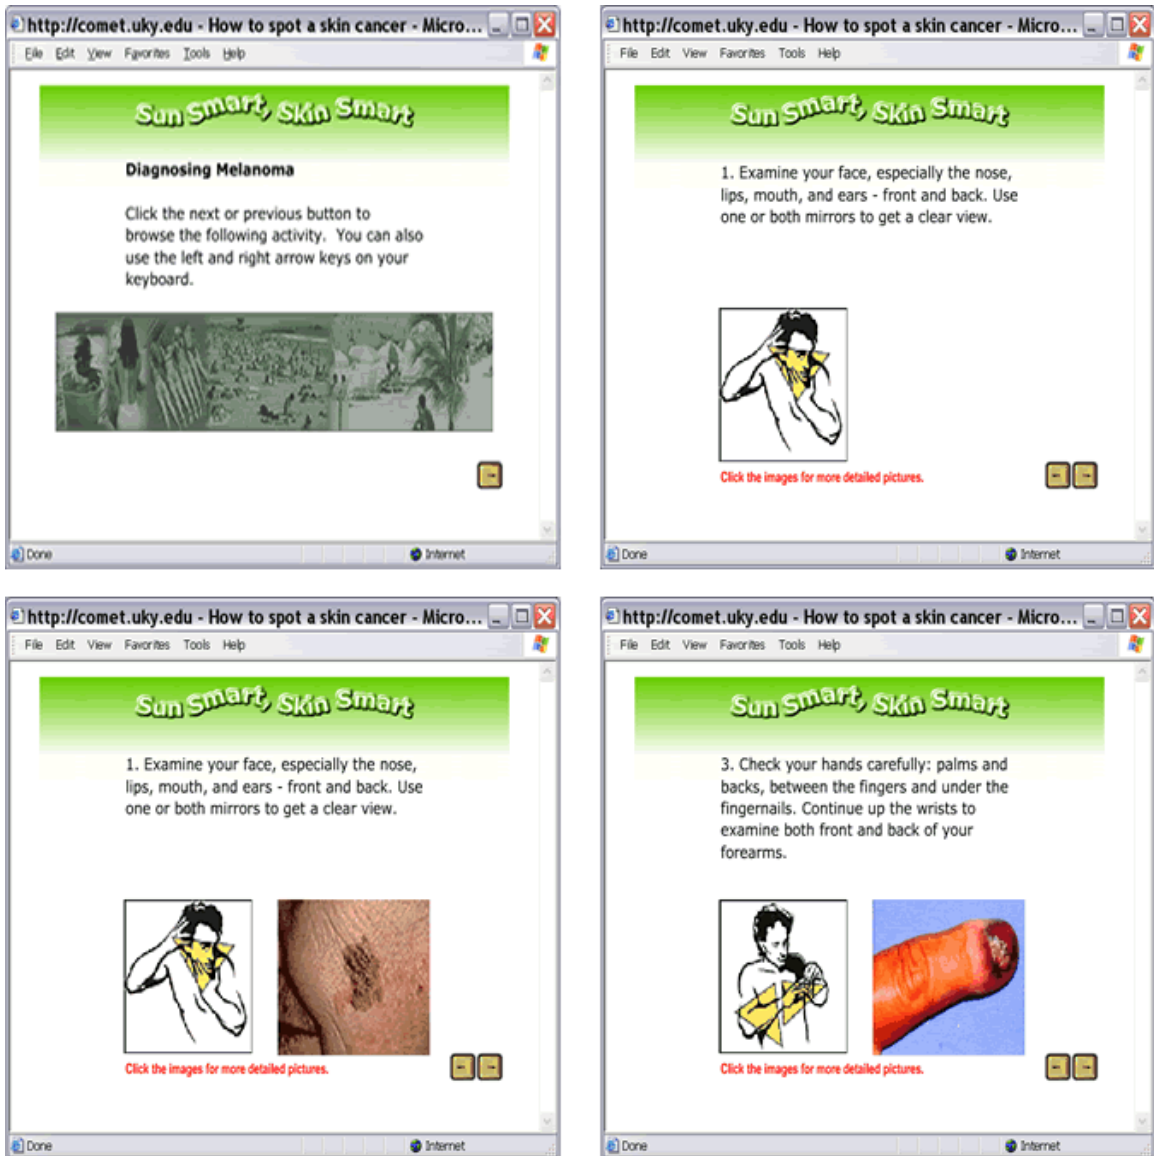 http://comet.uky.edu - How to spot a skin cancer - Micro...
File Edit View Favorites Tools Help
Sun Smart, Skin Smart
Diagnosing Melanoma
Click the next or previous button to
browse the following activity. You can also
use the left and right arrow keys on your
keyboard.
Done
Internet
http://comet.uky.edu - How to spot a skin cancer - Micro...
File Edit View Favorites Tools Help
Sun Smart, Skin Smart
1. Examine your face, especially the nose,
lips, mouth, and ears - front and back. Use
one or both mirrors to get a clear view.
Click the images for more detailed pictures.
Done
Internet
http://comet.uky.edu - How to spot a skin cancer - Micro...
File Edit View Favorites Tools Help
Sun Smart, Skin Smart
1. Examine your face, especially the nose,
lips, mouth, and ears - front and back. Use
one or both mirrors to get a clear view.
Click the images for more detailed pictures.
Done
Internet
http://comet.uky.edu - How to spot a skin cancer - Micro...
File Edit View Favorites Tools Help
Sun Smart, Skin Smart
3. Check your hands carefully: palms and
backs, between the fingers and under the
fingernails. Continue up the wrists to
examine both front and back of your
forearms.
Click the images for more detailed pictures.
Done
Internet